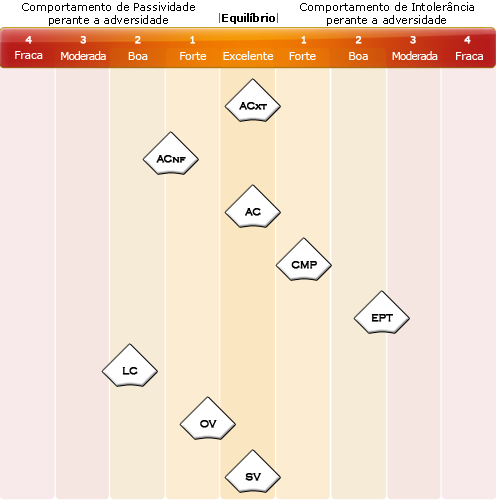 Comportamento de Passividade
perante a adversidade
|Equilíbrio|
Comportamento de Intolerância
perante a adversidade
4 3 2 1 1 2 3 4
Fraca Moderada Boa Forte Excelente Forte Boa Moderada Fraca
ACXT
ACNF
AC
CMP
EPT
LC
OV
SV